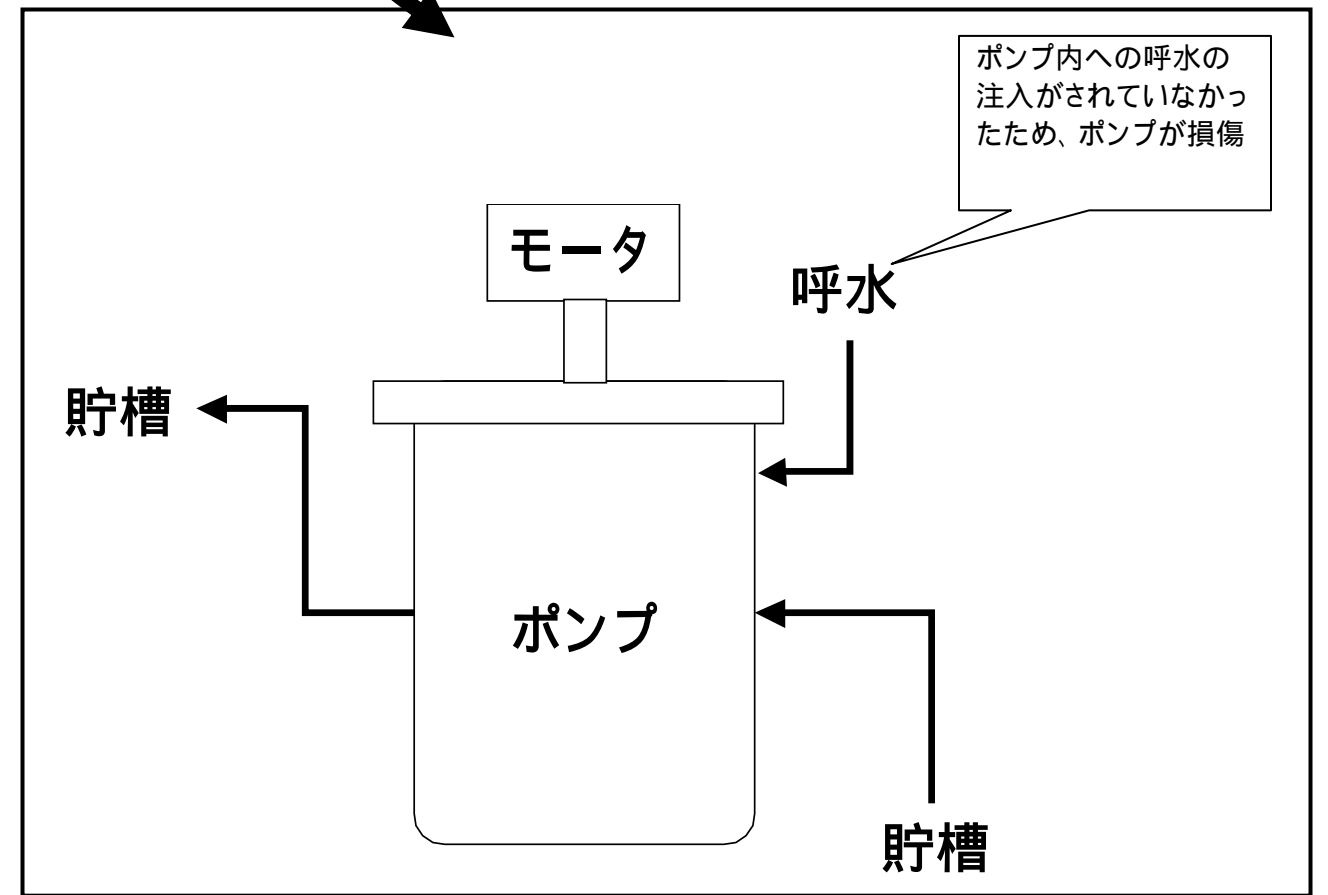 ポンプ内への呼水の
注入がされていなかっ
たため、ポンプが損傷
モータ
呼水
貯槽
ポンプ
貯槽